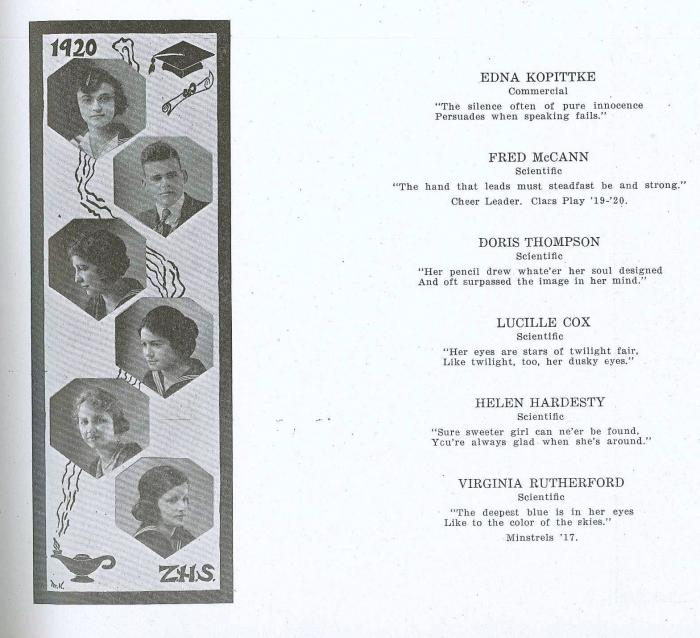 1920
Z.H.S.
M.K.
EDNA KOPITTKE
Commercial
"The silence often of pure innocence
Persuades when speaking fails."
FRED McCANN
Scientific
"The hand that leads must steadfast be and strong."
Cheer Leader. Class Play '19-'20.
DORIS THOMPSON
Scientific
"Her pencil drew whate'er her soul designed
And oft surpassed the image in her mind."
LUCILLE COX
Scientific
"Her eyes are stars of twilight fair,
Like twilight, too, her dusky eyes."
HELEN HARDESTY
Scientific
"Sure sweeter girl can ne'er be found,
You're always glad when she's around."
VIRGINIA RUTHERFORD
Scientific
"The deepest blue is in her eyes
Like to the color of the skies."
Minstrels '17.